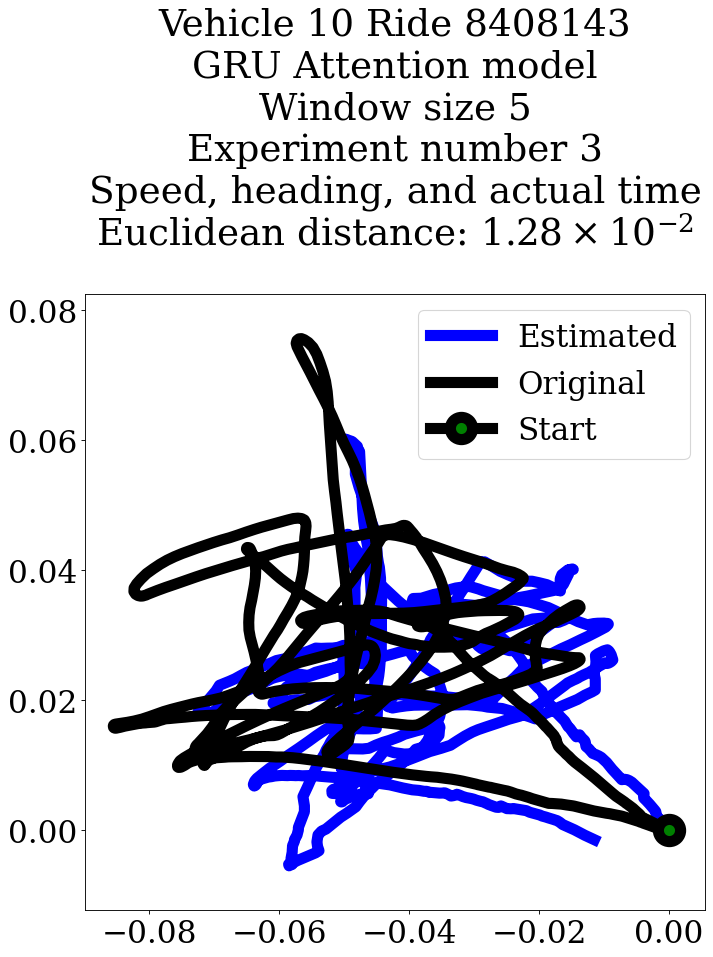 Vehicle 10 Ride 8408143
GRU Attention model
Window size 5
Experiment number 3
Speed, heading, and actual time
Euclidean distance: 1.28 × 10⁻²
0.08
0.06
0.04
0.02
0.00
Estimated
Original
Start
−0.08 −0.06 −0.04 −0.02 0.00